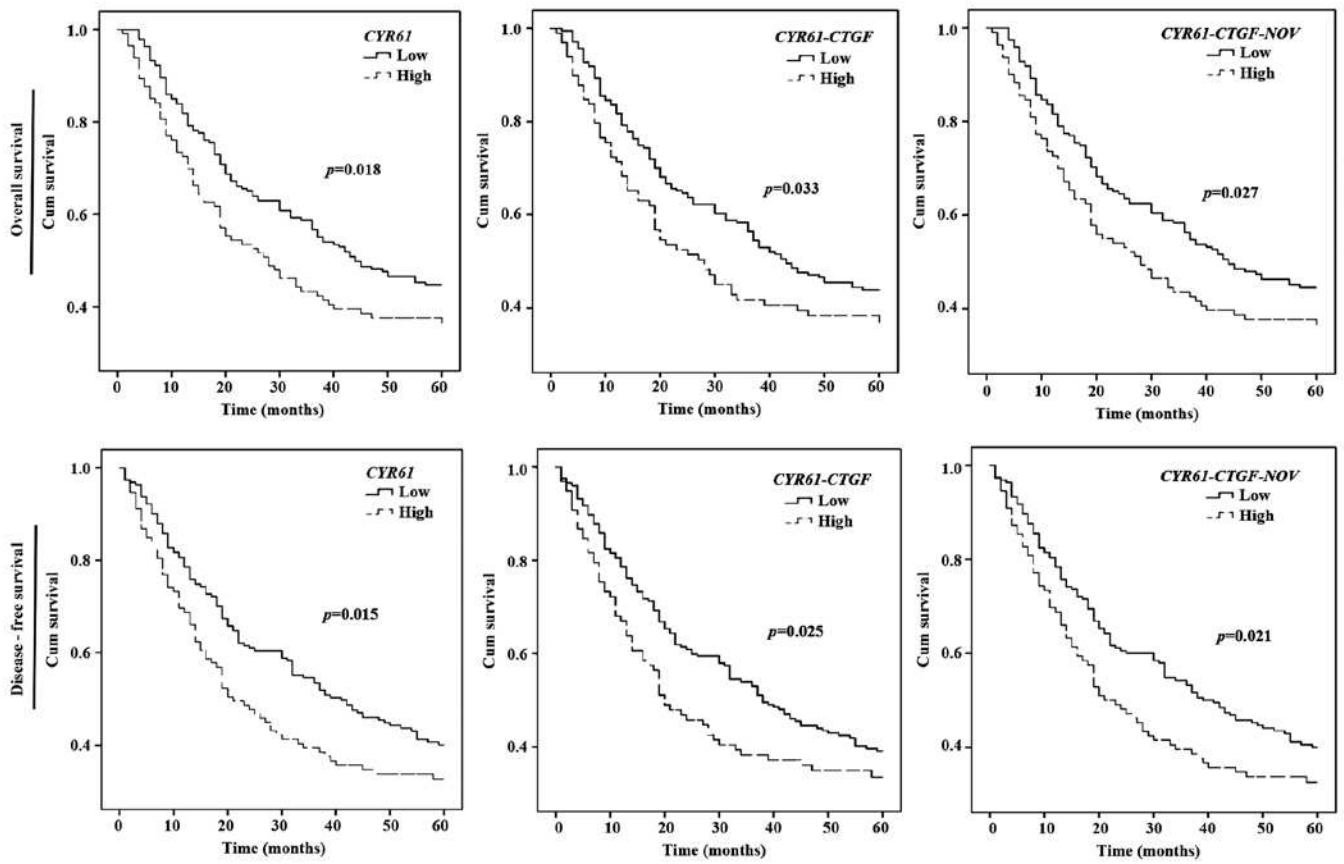 Overall survival
Cum survival
1.0
0.8
0.6
0.4
CYR61
Low
High
p=0.018
0 10 20 30 40 50 60
Time (months)
Cum survival
1.0
0.8
0.6
0.4
CYR61-CTGF
Low
High
p=0.033
0 10 20 30 40 50 60
Time (months)
Cum survival
1.0
0.8
0.6
0.4
CYR61-CTGF-NOV
Low
High
p=0.027
0 10 20 30 40 50 60
Time (months)
Disease - free survival
Cum survival
1.0
0.8
0.6
0.4
CYR61
Low
High
p=0.015
0 10 20 30 40 50 60
Time (months)
Cum survival
1.0
0.8
0.6
0.4
CYR61-CTGF
Low
High
p=0.025
0 10 20 30 40 50 60
Time (months)
Cum survival
1.0
0.8
0.6
0.4
CYR61-CTGF-NOV
Low
High
p=0.021
0 10 20 30 40 50 60
Time (months)